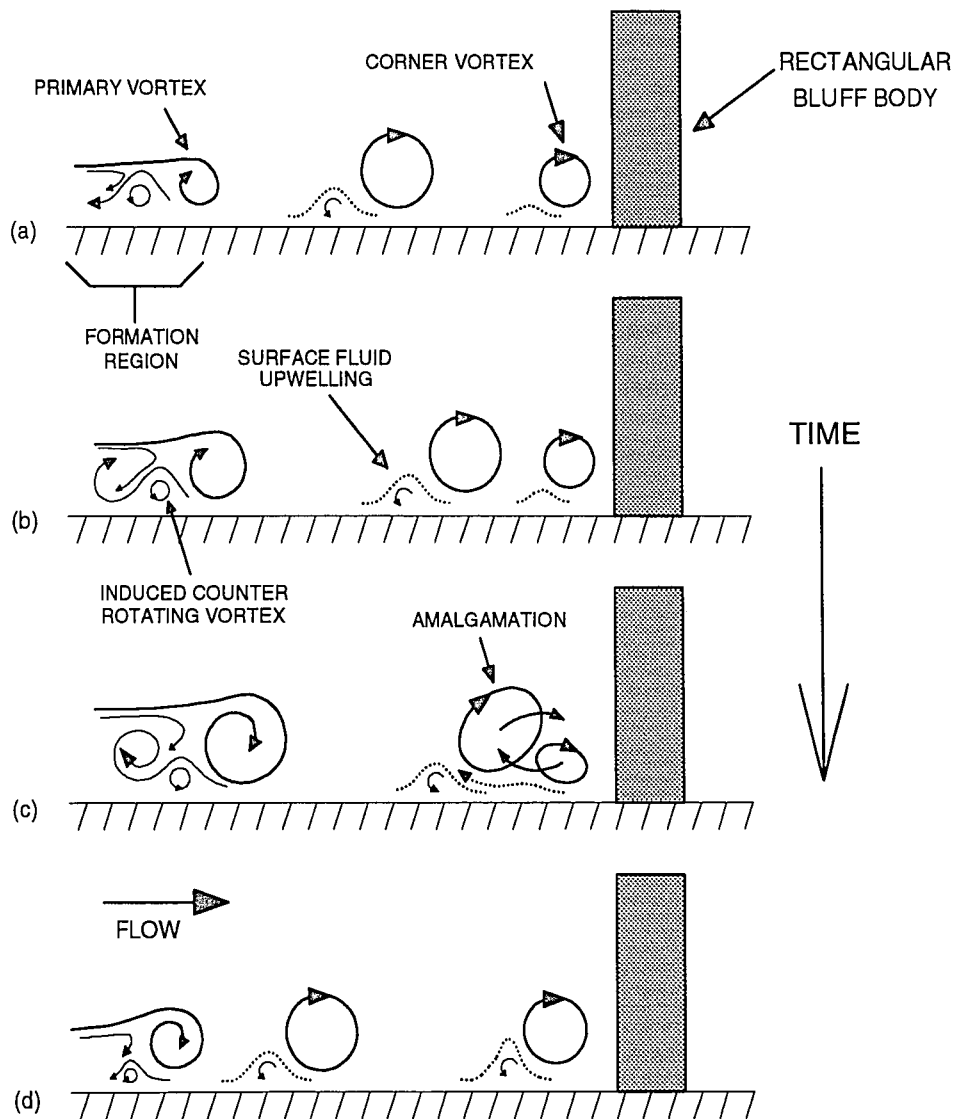 CORNER VORTEX
RECTANGULAR
BLUFF BODY
PRIMARY VORTEX
(a)
FORMATION
REGION
SURFACE FLUID
UPWELLING
TIME
(b)
INDUCED COUNTER
ROTATING VORTEX
AMALGAMATION
(c)
FLOW
(d)